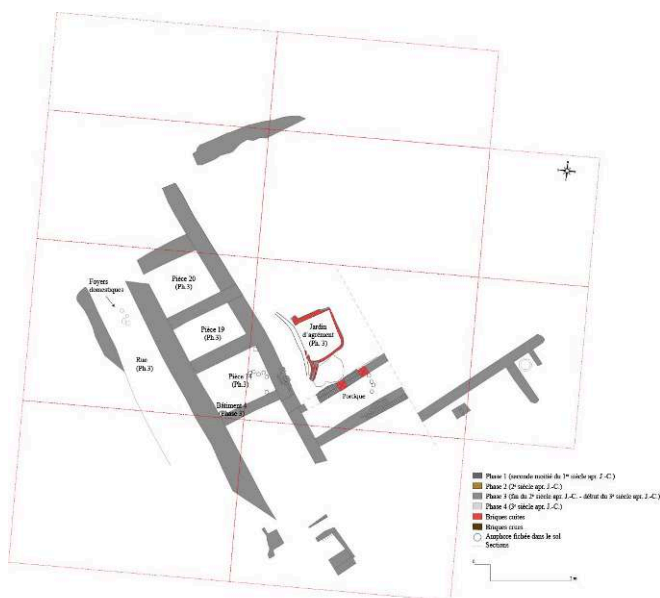 Foyers
domestiques
Pièce 20
(Ph.3)
Pièce 19
(Ph.3)
Rue
(Ph.3)
Jardin
d'agrément
(Ph. 3)
Pièce 14
(Ph.3)
Bâtiment 4
(Phase 3)
Portique
Phase 1 (seconde moitié du 1er siècle apr. J.-C.)
Phase 2 (2e siècle apr. J.-C.)
Phase 3 (fin du 2e siècle apr. J.-C. - début du 3e siècle apr. J.-C.)
Phase 4 (3e siècle apr. J.-C.)
Briques cuites
Briques crues
Amphore fichée dans le sol
Sections